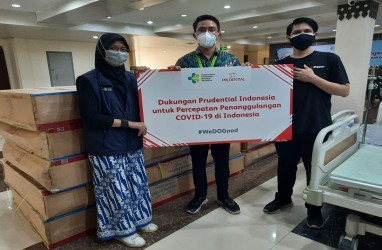 PRUDENTIAL
Dukungan Prudential Indonesia
untuk Percepatan Penanggulangan
COVID-19 di Indonesia
#WeDOGood